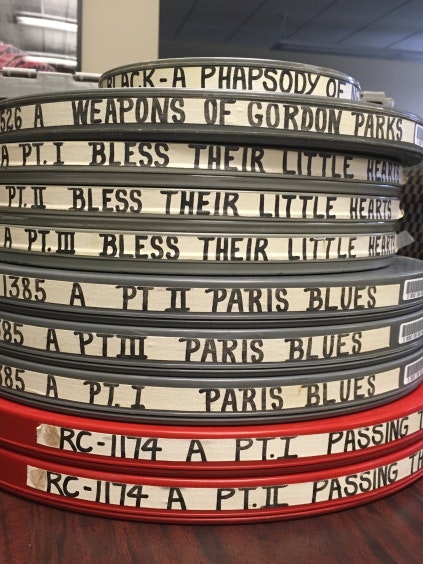 BLACK-A PHAPSODY OF
526 A WEAPONS OF GORDON PARKS
A PT. I BLESS THEIR LITTLE HEARTS
PT. II BLESS THEIR LITTLE HEARTS
A PT. III BLESS THEIR LITTLE HEART
1385 A PT II PARIS BLUES
85 A PT III PARIS BLUES
85 A PT. I PARIS BLUES
RC-1174 A PT. I PASSING T
RC-1174 A PT. II PASSING TH